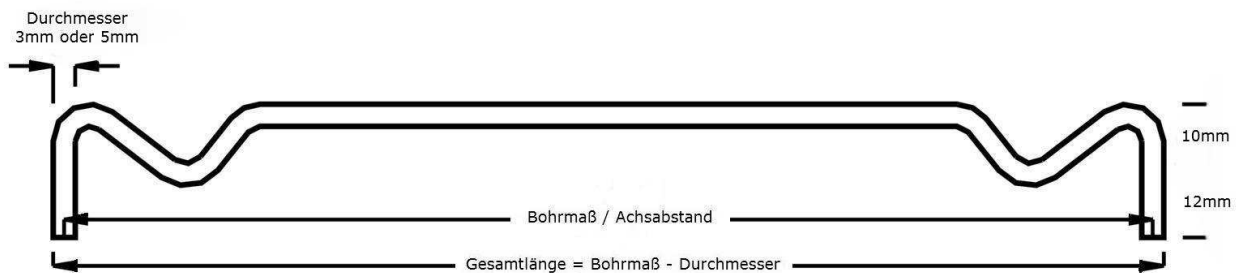 Durchmesser
3mm oder 5mm
10mm
12mm
Bohrmaß / Achsabstand
Gesamtlänge = Bohrmaß - Durchmesser